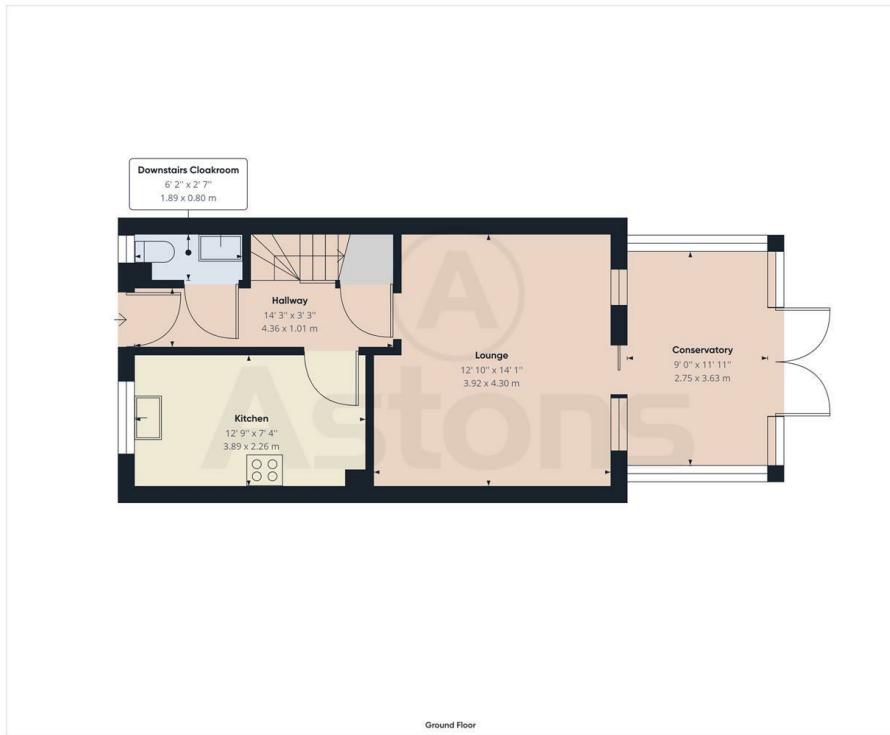 Downstairs Cloakroom
6' 2" x 2' 7"
1.89 x 0.80 m
Hallway
14' 3" x 3' 3"
4.36 x 1.01 m
Lounge
12' 10" x 14' 1"
3.92 x 4.30 m
Conservatory
9' 0" x 11' 11"
2.75 x 3.63 m
Kitchen
12' 9" x 7' 4"
3.89 x 2.26 m
A
Astons
Ground Floor